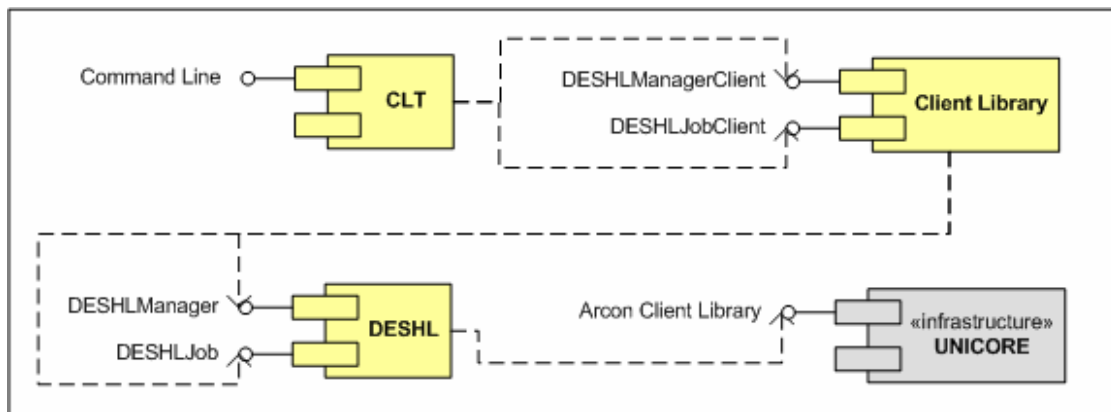 Command Line
CLT
DESHLManagerClient
DESHLJobClient
Client Library
DESHLManager
DESHLJob
DESHL
Arcon Client Library
«infrastructure»
UNICORE